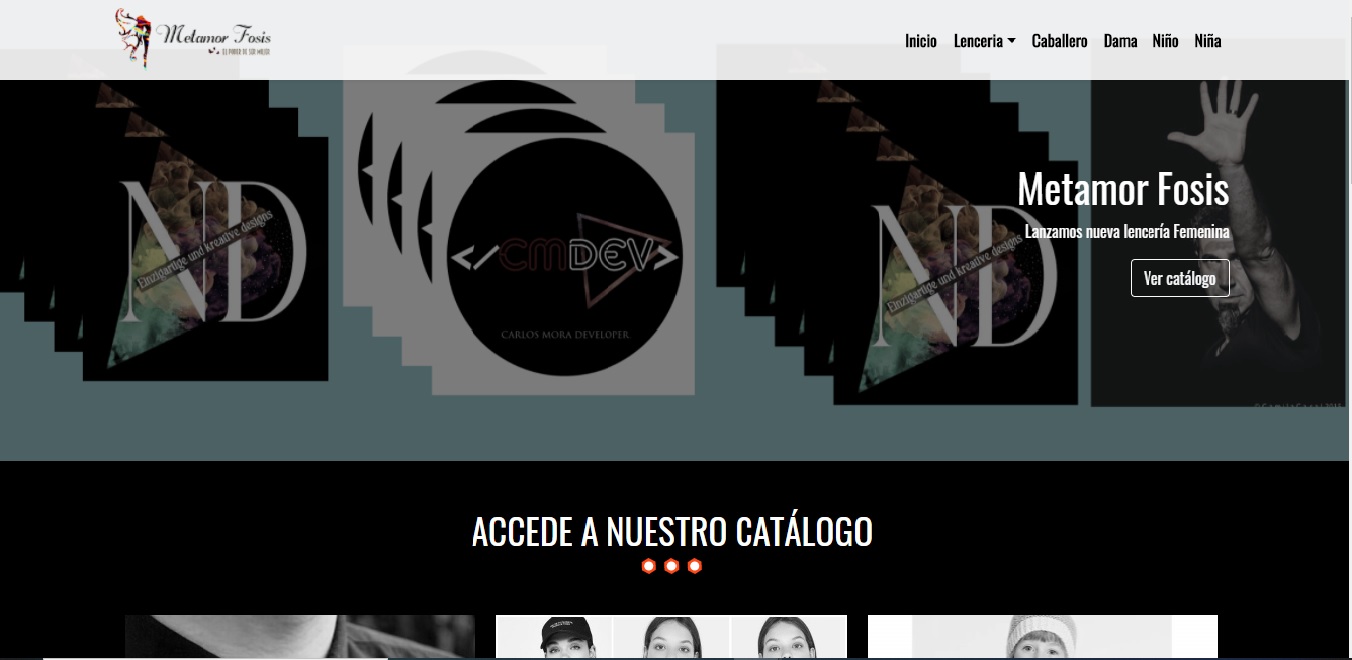 Metamor Fosis
EL PODER DE SER MUJER
Inicio Lenceria Caballero Dama Niño Niña
ND
Einzigartige und kreative designs
</CMDEV>
CARLOS MORA DEVELOPER.
ND
Einzigartige und kreative designs
Metamor Fosis
Lanzamos nueva lencería Femenina
Ver catálogo
ACCEDE A NUESTRO CATÁLOGO